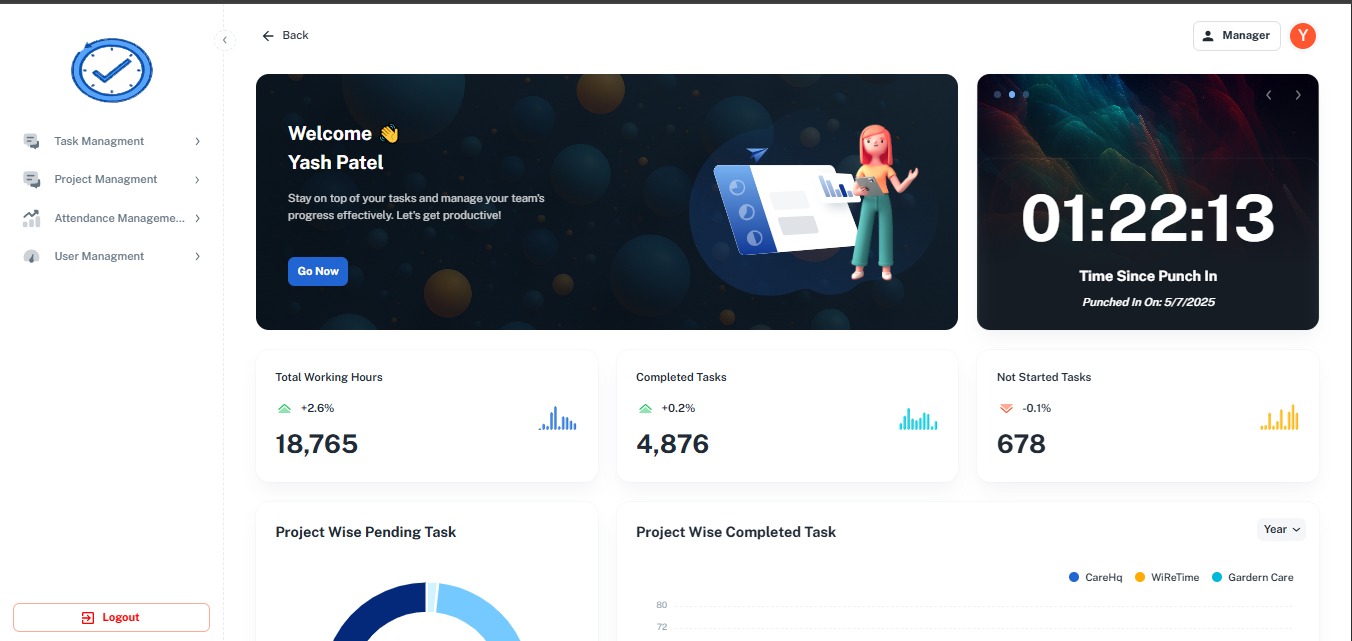 Back
Manager
Y
Task Managment
Project Managment
Attendance Manageme...
User Managment
Logout
Welcome 👋
Yash Patel
Stay on top of your tasks and manage your team's
progress effectively. Let's get productive!
Go Now
01:22:13
Time Since Punch In
Punched In On: 5/7/2025
Total Working Hours
+2.6%
18,765
Completed Tasks
+0.2%
4,876
Not Started Tasks
-0.1%
678
Project Wise Pending Task
Project Wise Completed Task
Year
CareHq
WiReTime
Gardern Care
80
72